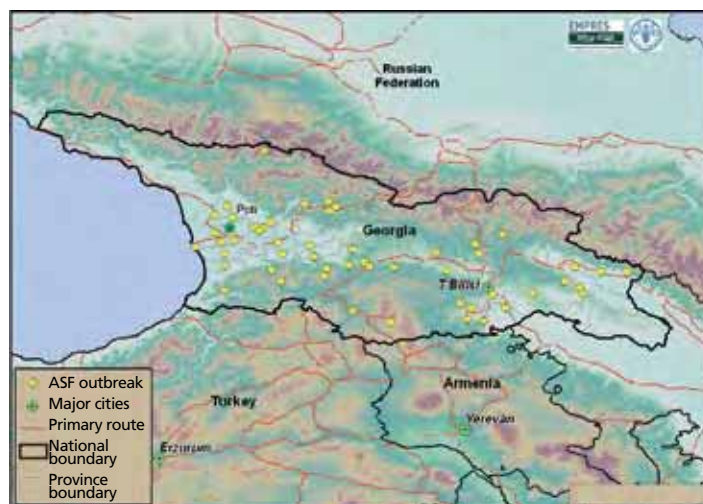 EMPRES
Russian
Federation
Poti
Georgia
T'Bilisi
Armenia
Turkey
Yerevan
Erzurum
ASF outbreak
Major cities
Primary route
National
boundary
Province
boundary